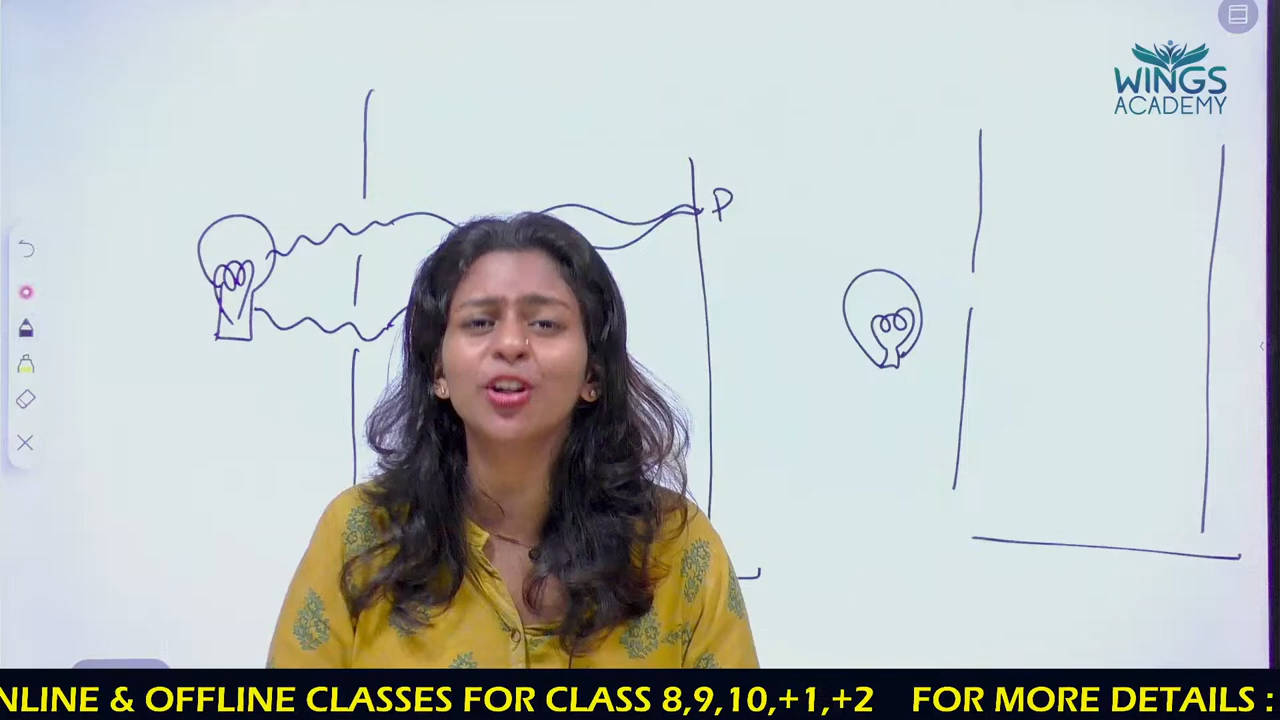 WINGS
ACADEMY
P
NLINE & OFFLINE CLASSES FOR CLASS 8,9,10,+1,+2 FOR MORE DETAILS :